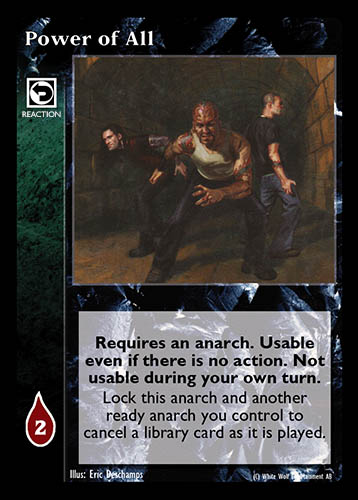 Power of All
REACTION
Requires an anarch. Usable
even if there is no action. Not
usable during your own turn.
Lock this anarch and another
ready anarch you control to
cancel a library card as it is played.
2
Illus: Eric Deschamps
(C) White Wolf Entertainment AB